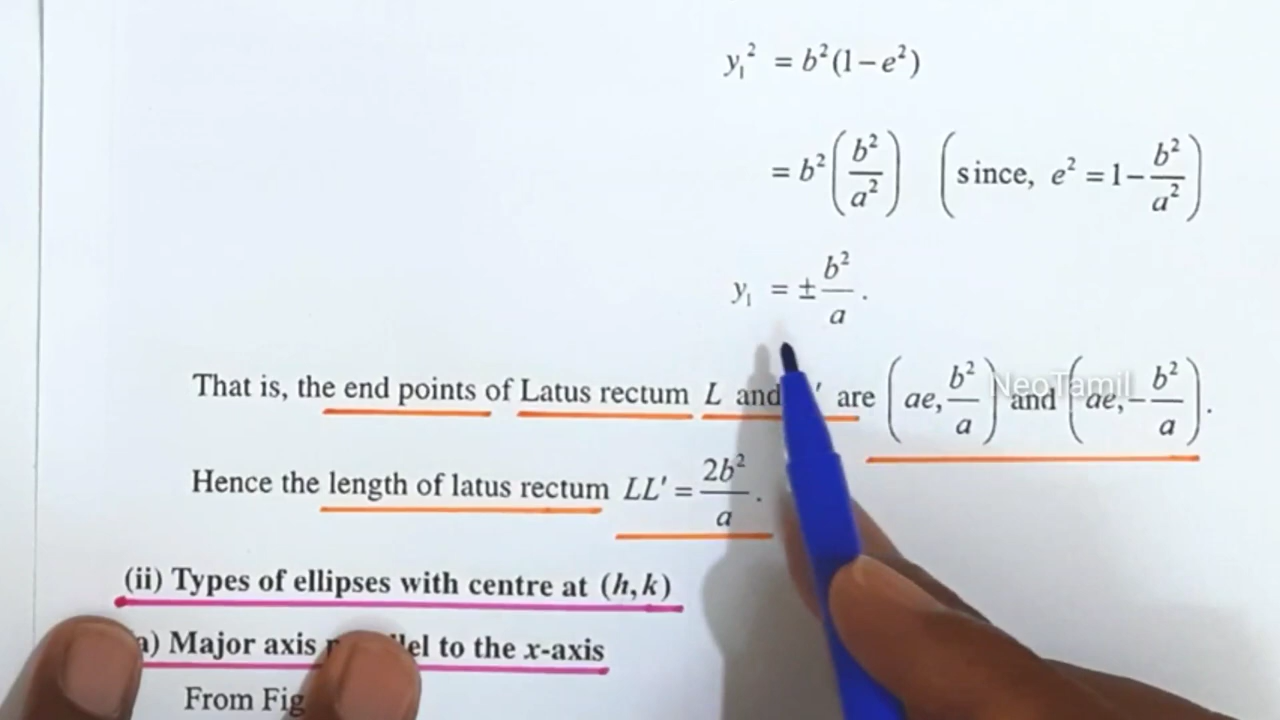 y₁² = b²(1−e²)
= b²(b²/a²) (since, e² = 1−b²/a²)
y₁ = ± b²/a .
That is, the end points of Latus rectum L and ′ are (ae, b²/a) and (ae, −b²/a).
NeoTamil
Hence the length of latus rectum LL′ = 2b²/a .
(ii) Types of ellipses with centre at (h, k)
a) Major axis to the x-axis
From Fig